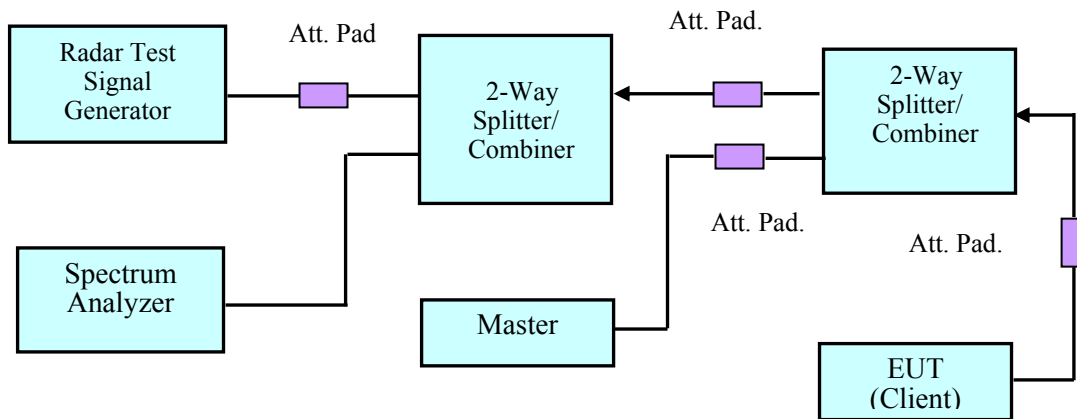 Att. Pad
Att. Pad.
Radar Test
Signal
Generator
2-Way
Splitter/
Combiner
2-Way
Splitter/
Combiner
Att. Pad.
Att. Pad.
Spectrum
Analyzer
Master
EUT
(Client)